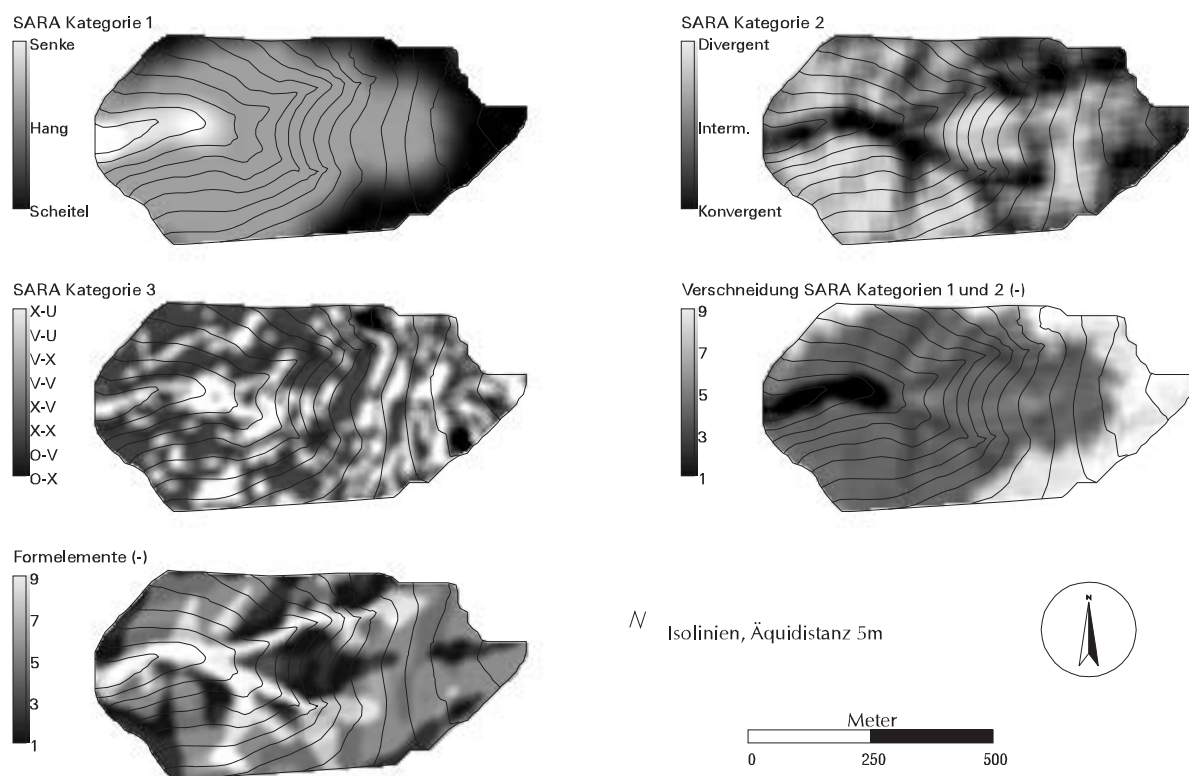 SARA Kategorie 1
Senke
Hang
Scheitel
SARA Kategorie 2
Divergent
Interm.
Konvergent
SARA Kategorie 3
X-U
V-U
V-X
V-V
X-V
X-X
O-V
O-X
Verschneidung SARA Kategorien 1 und 2 (-)
9
7
5
3
1
Formelemente (-)
9
7
5
3
1
Isolinien, Äquidistanz 5m
N
Meter
0 250 500